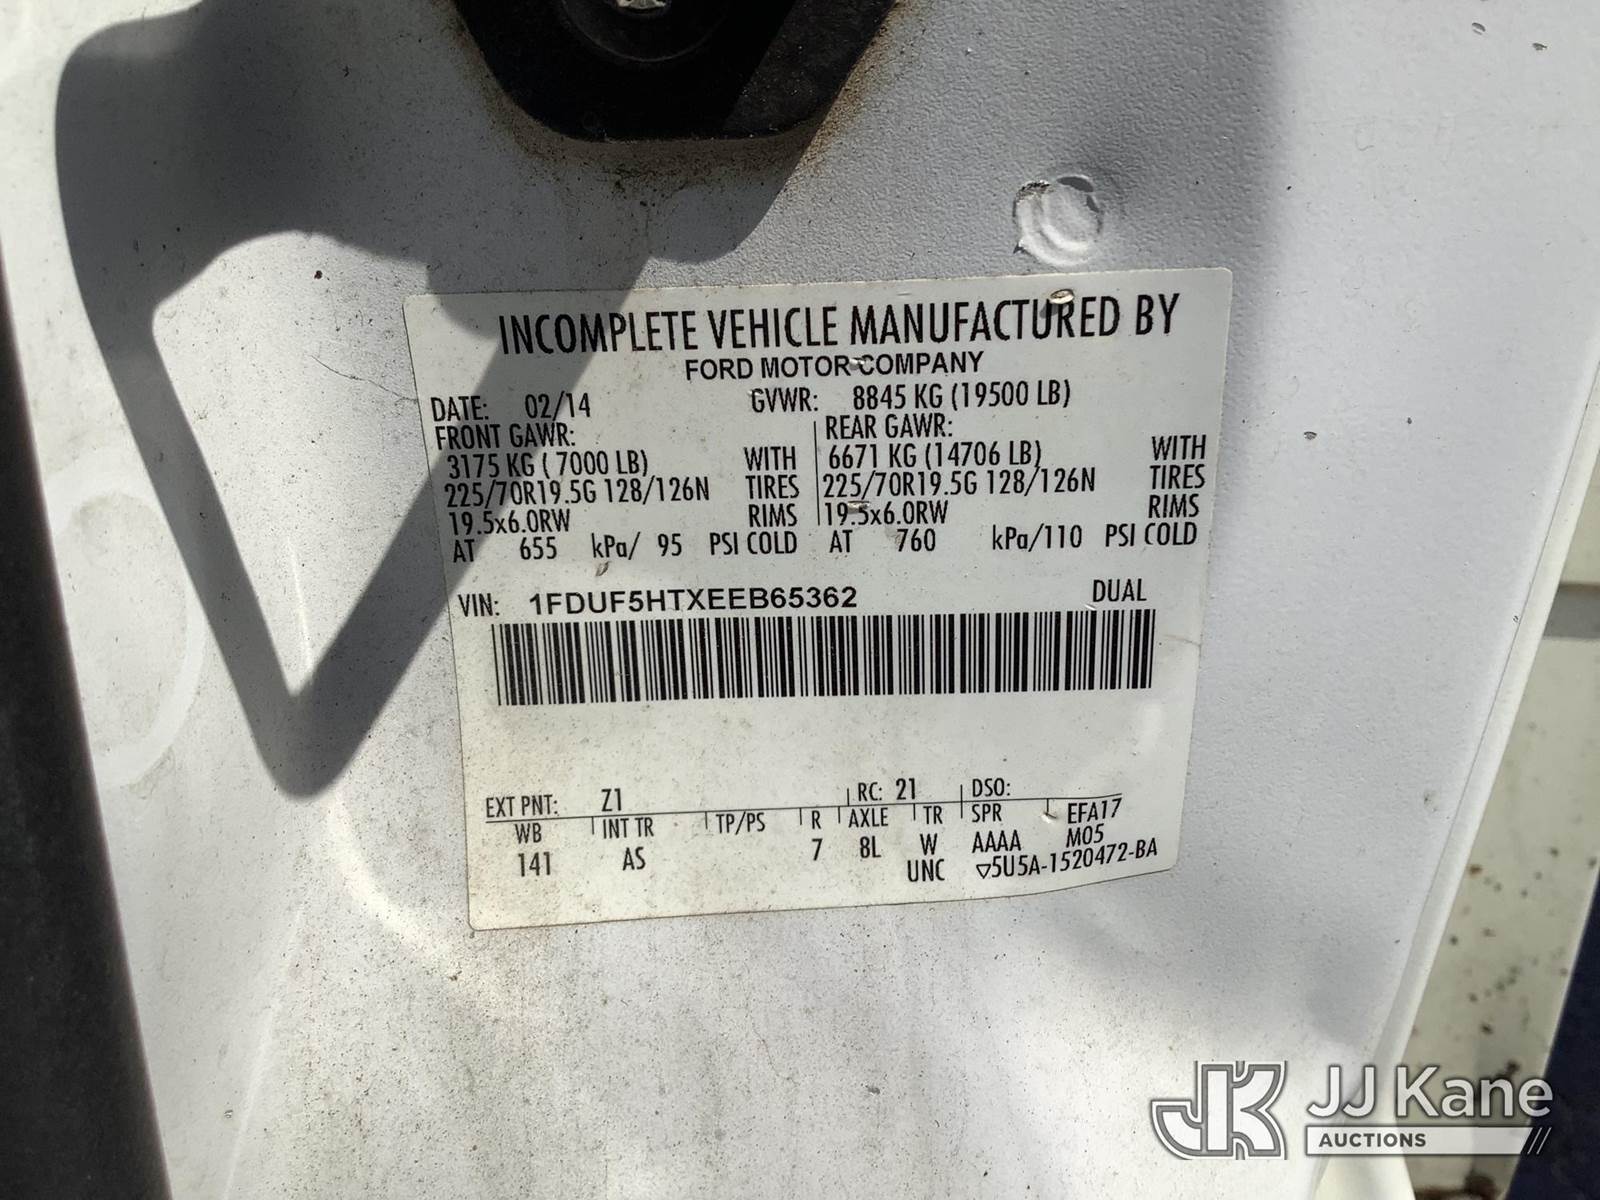 INCOMPLETE VEHICLE MANUFACTURED BY
FORD MOTOR COMPANY
DATE: 02/14 GVWR: 8845 KG (19500 LB)
FRONT GAWR: REAR GAWR:
3175 KG ( 7000 LB) WITH 6671 KG (14706 LB) WITH
225/70R19.5G 128/126N TIRES 225/70R19.5G 128/126N TIRES
19.5x6.0RW RIMS 19.5x6.0RW RIMS
AT 655 kPa/ 95 PSI COLD AT 760 kPa/110 PSI COLD
VIN: 1FDUF5HTXEEB65362 DUAL
EXT PNT: Z1 RC: 21 DSO:
WB INT TR TP/PS R AXLE TR SPR EFA17
141 AS 7 8L W AAAA M05
UNC ▽5U5A-1520472-BA
JK JJ Kane
AUCTIONS